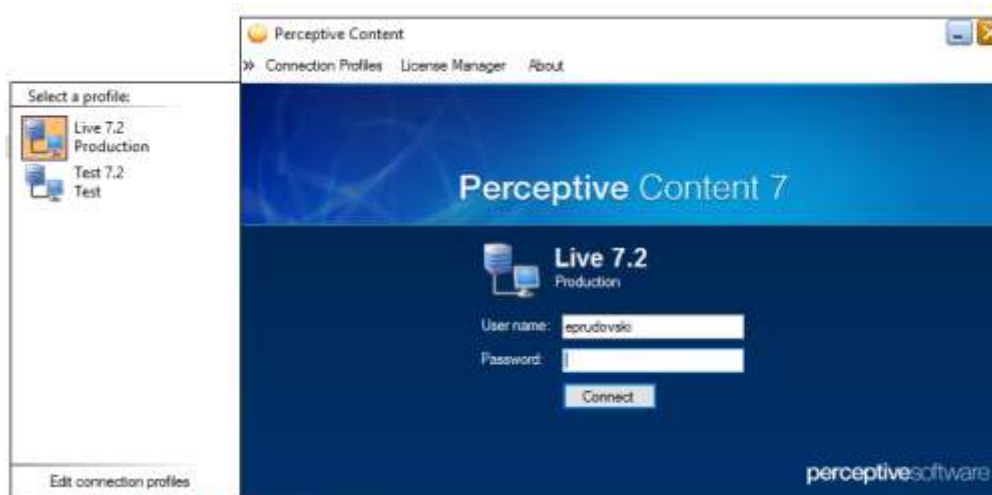 Perceptive Content
» Connection Profiles License Manager About
Select a profile:
Live 7.2
Production
Test 7.2
Test
Perceptive Content 7
Live 7.2
Production
User name: eprudovski
Password:
Connect
perceptivesoftware
Edit connection profiles